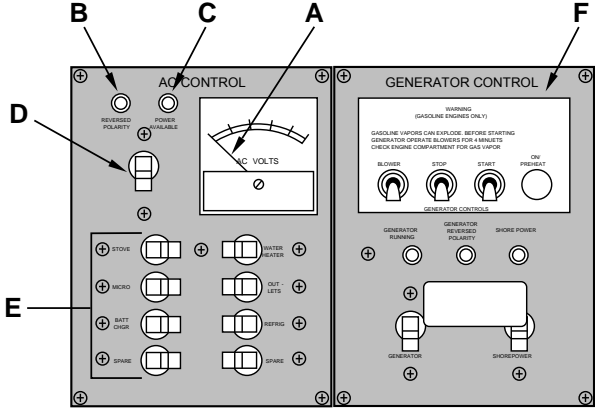 B
C
A
F
D
E
AC CONTROL
REVERSED
POLARITY
POWER
AVAILABLE
AC VOLTS
STOVE
WATER
HEATER
MICRO
OUT -
LETS
BATT
CHGR
REFRIG
SPARE
SPARE
GENERATOR CONTROL
WARNING
(GASOLINE ENGINES ONLY)
GASOLINE VAPORS CAN EXPLODE. BEFORE STARTING
GENERATOR OPERATE BLOWERS FOR 4 MINUETS
CHECK ENGINE COMPARTMENT FOR GAS VAPOR
BLOWER
STOP
START
ON/
PREHEAT
GENERATOR CONTROLS
GENERATOR
RUNNING
GENERATOR
REVERSED
POLARITY
SHORE POWER
GENERATOR
SHOREPOWER